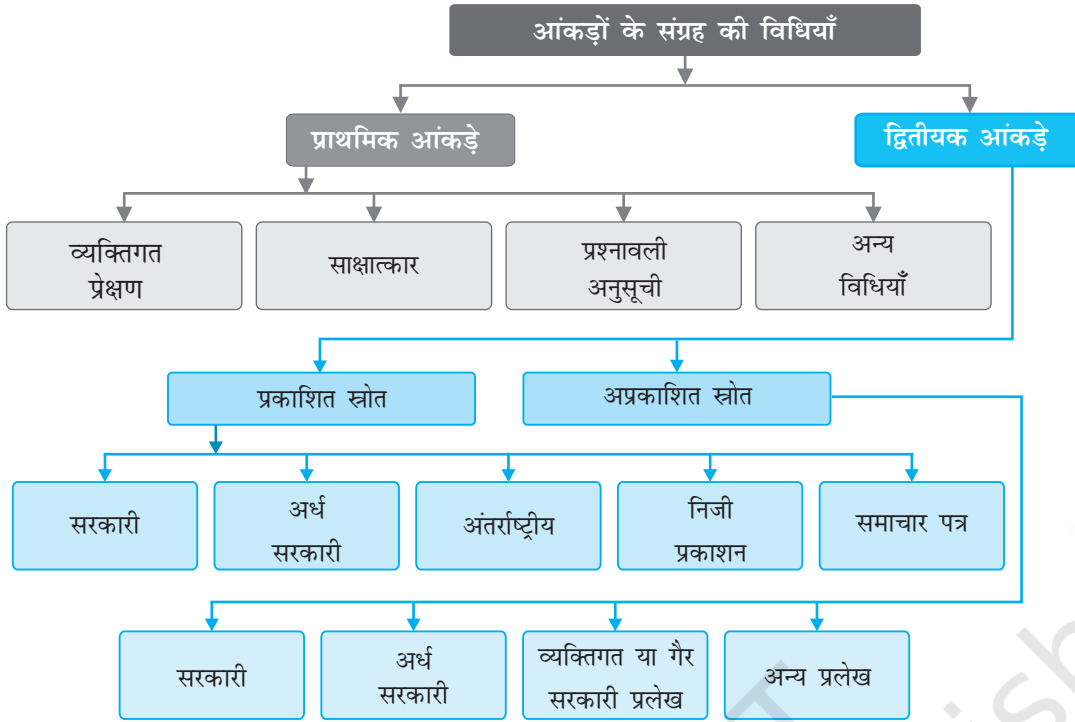 आंकड़ों के संग्रह की विधियाँ
प्राथमिक आंकड़े
द्वितीयक आंकड़े
व्यक्तिगत
प्रेक्षण
साक्षात्कार
प्रश्नावली
अनुसूची
अन्य
विधियाँ
प्रकाशित स्रोत
अप्रकाशित स्रोत
सरकारी
अर्ध
सरकारी
अंतर्राष्ट्रीय
निजी
प्रकाशन
समाचार पत्र
सरकारी
अर्ध
सरकारी
व्यक्तिगत या गैर
सरकारी प्रलेख
अन्य प्रलेख